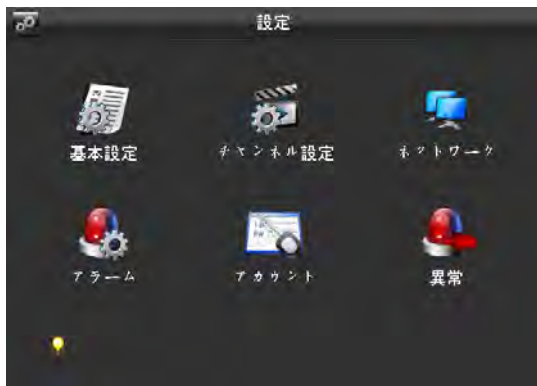 設定
基本設定
チャンネル設定
ネットワーク
アラーム
アカウント
異常